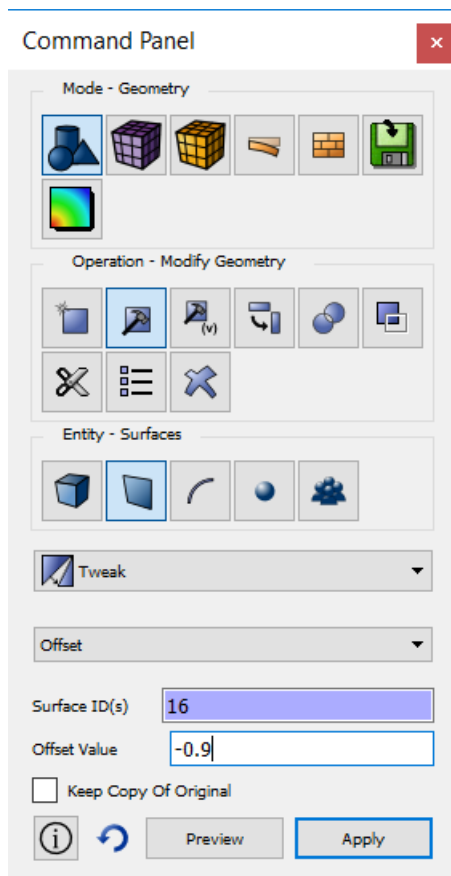 Command Panel
Mode - Geometry
Operation - Modify Geometry
(v)
Entity - Surfaces
Tweak
Offset
Surface ID(s) 16
Offset Value -0.9
Keep Copy Of Original
Preview Apply